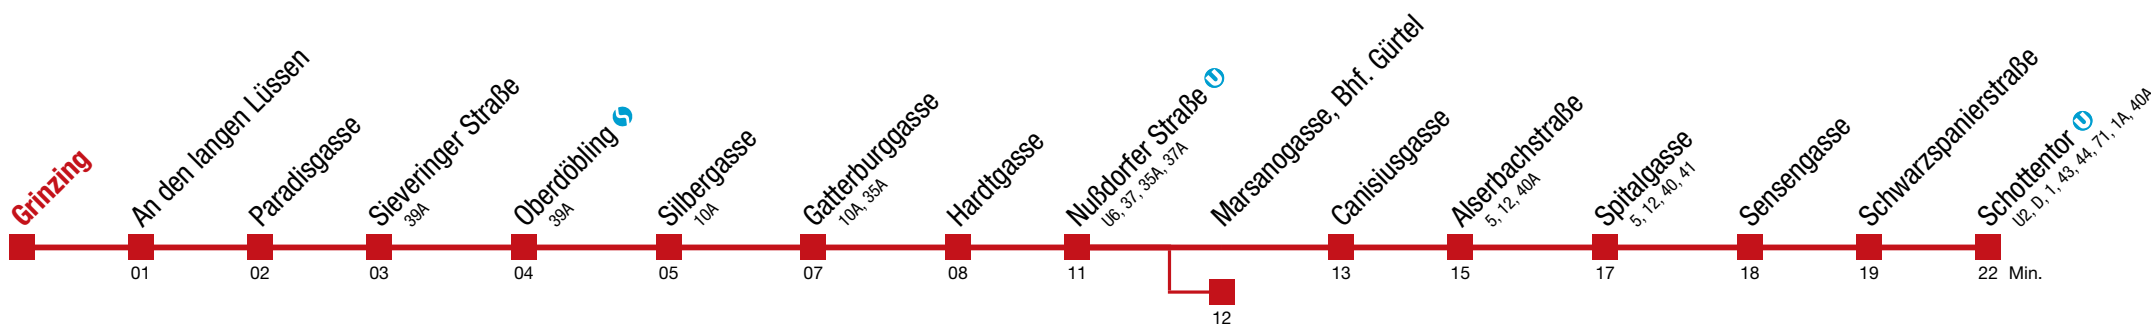 Grinzing
An den langen Lüssen
Paradisgasse
Sieveringer Straße
39A
Oberdöbling
39A
Silbergasse
10A
Gatterburggasse
10A, 35A
Hardtgasse
Nußdorfer Straße U
U6, 37, 35A, 37A
Marsanogasse, Bhf. Gürtel
Canisiusgasse
Alserbachstraße
5, 12, 40A
Spitalgasse
5, 12, 40, 41
Sensengasse
Schwarzspanierstraße
Schottentor U
U2, D, 1, 43, 44, 71, 1A, 40A
01
02
03
04
05
07
08
11
13
15
17
18
19
22 Min.
12